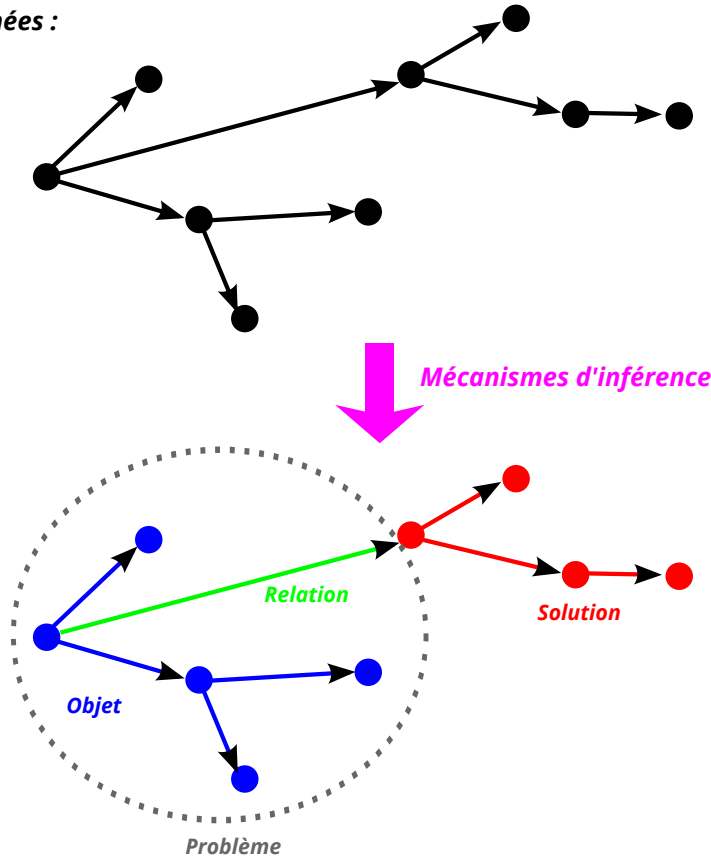 ées :
Mécanismes d'inférence
Relation
Solution
Objet
Problème